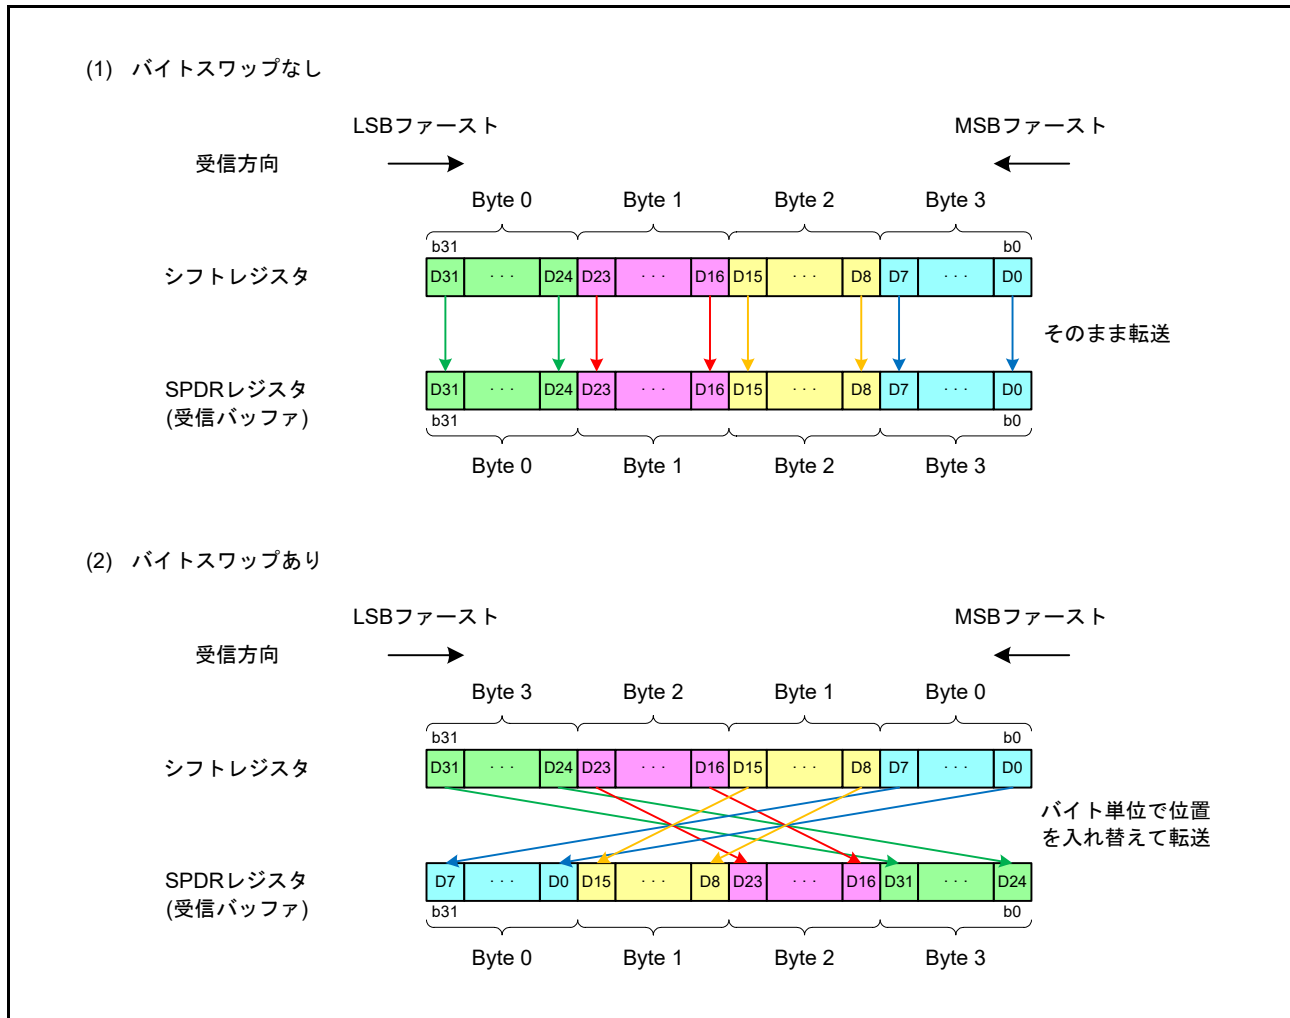 (1) バイトスワップなし
LSBファースト MSBファースト
受信方向
Byte 0 Byte 1 Byte 2 Byte 3
b31 b0
シフトレジスタ D31 ··· D24 D23 ··· D16 D15 ··· D8 D7 ··· D0
そのまま転送
SPDRレジスタ D31 ··· D24 D23 ··· D16 D15 ··· D8 D7 ··· D0
(受信バッファ) b31 b0
Byte 0 Byte 1 Byte 2 Byte 3
(2) バイトスワップあり
LSBファースト MSBファースト
受信方向
Byte 3 Byte 2 Byte 1 Byte 0
b31 b0
シフトレジスタ D31 ··· D24 D23 ··· D16 D15 ··· D8 D7 ··· D0
バイト単位で位置
を入れ替えて転送
SPDRレジスタ D7 ··· D0 D15 ··· D8 D23 ··· D16 D31 ··· D24
(受信バッファ) b31 b0
Byte 0 Byte 1 Byte 2 Byte 3